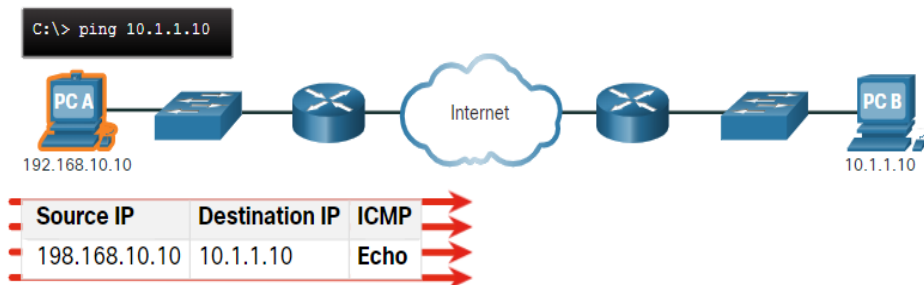 C:\> ping 10.1.1.10
PC A
Internet
PC B
192.168.10.10
10.1.1.10
Source IP Destination IP ICMP
198.168.10.10 10.1.1.10 Echo